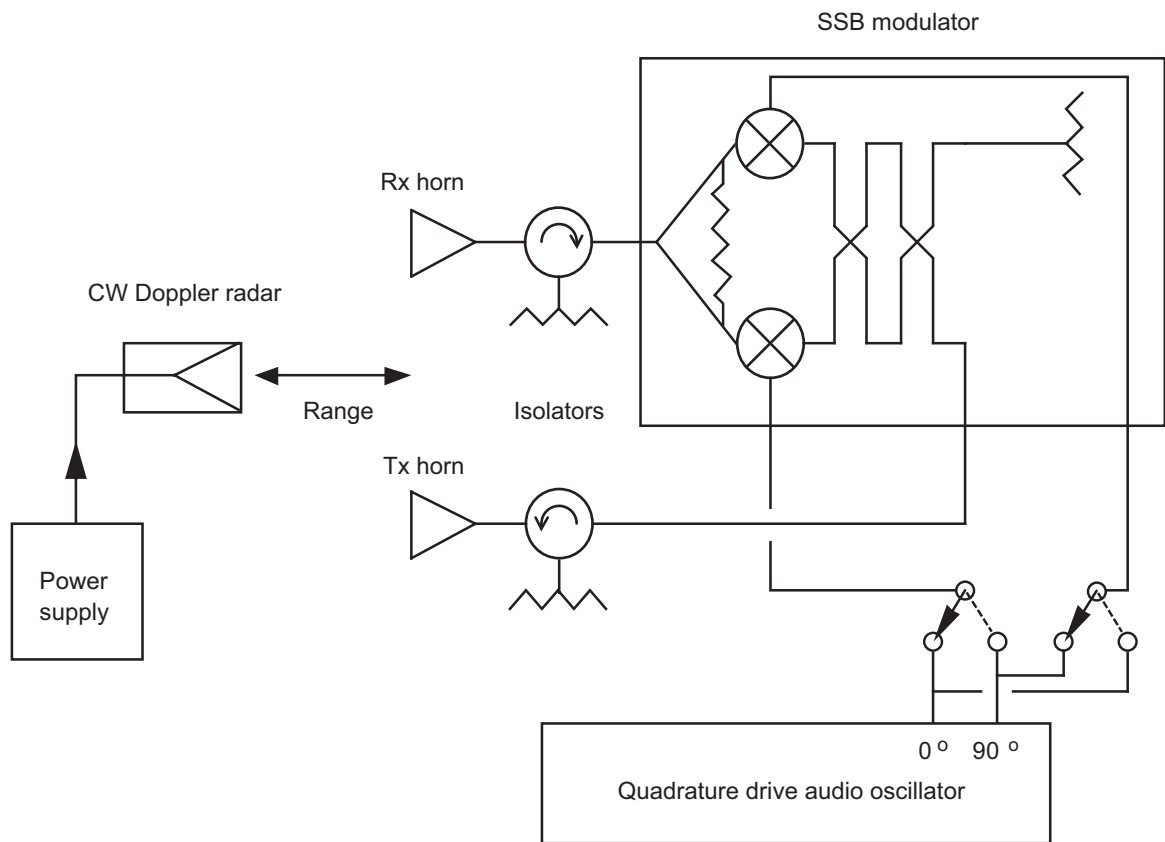 SSB modulator
Rx horn
CW Doppler radar
Range
Isolators
Tx horn
Power
supply
0 º 90 º
Quadrature drive audio oscillator